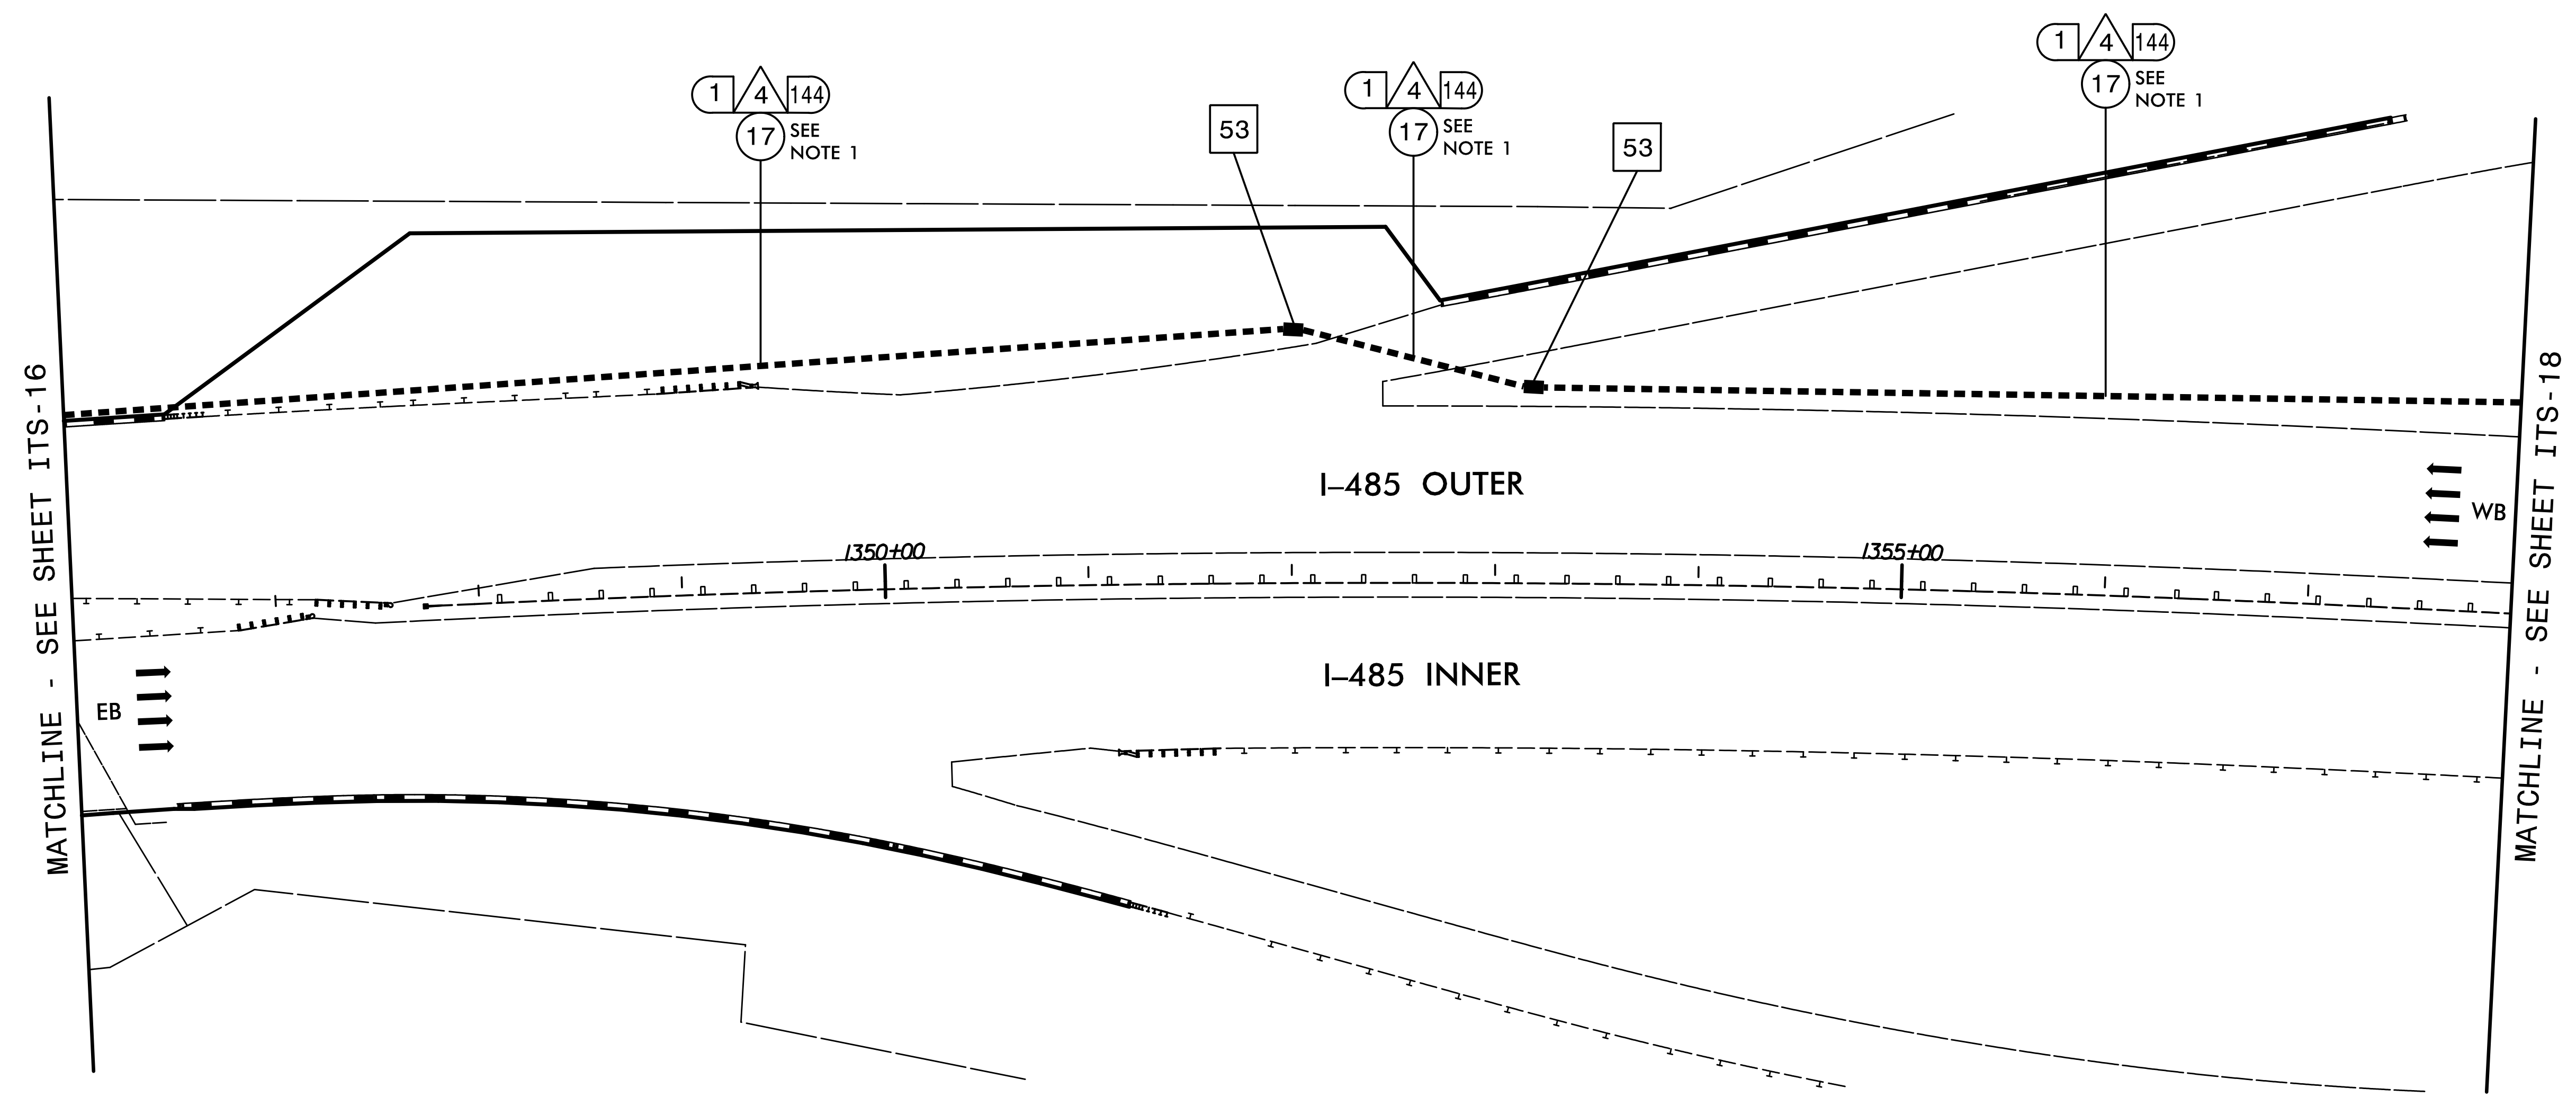 1 4 144
17 SEE
NOTE 1
53
1 4 144
17 SEE
NOTE 1
53
1 4 144
17 SEE
NOTE 1
MATCHLINE - SEE SHEET ITS-16
I-485 OUTER
WB
1350+00
1355+00
I-485 INNER
EB
MATCHLINE - SEE SHEET ITS-18